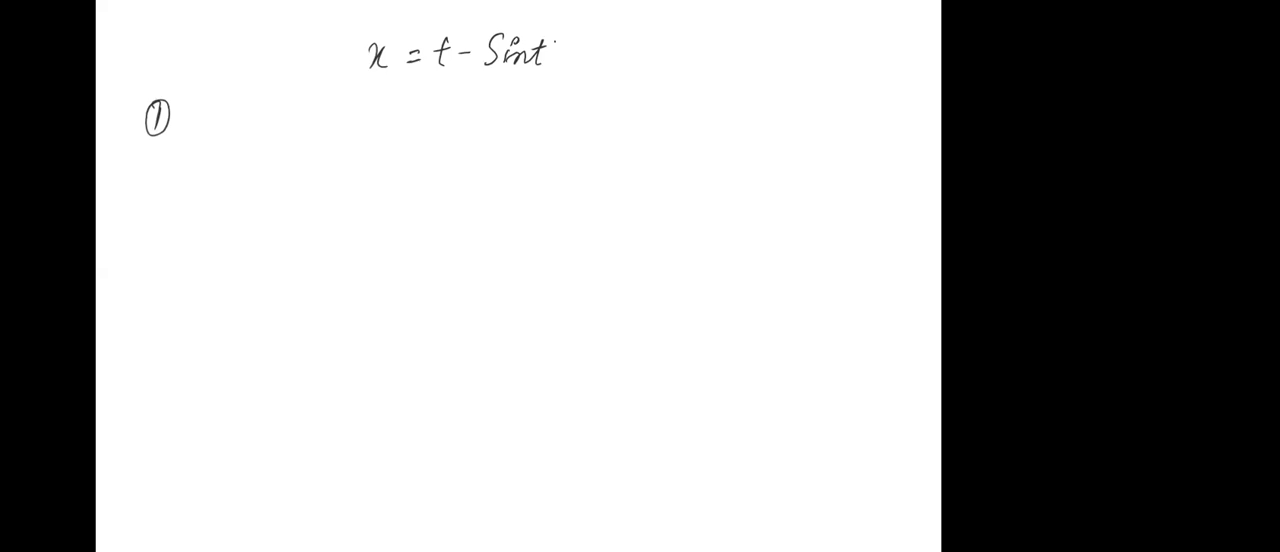 x = t - Sint
①